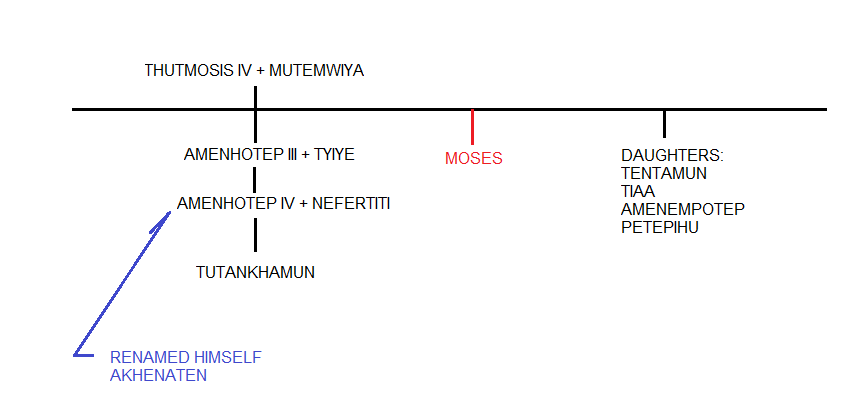 THUTMOSIS IV + MUTEMWIYA
AMENHOTEP III + TYIYE
MOSES
DAUGHTERS:
TENTAMUN
TIAA
AMENEMPOTEP
PETEPIHU
AMENHOTEP IV + NEFERTITI
TUTANKHAMUN
RENAMED HIMSELF
AKHENATEN